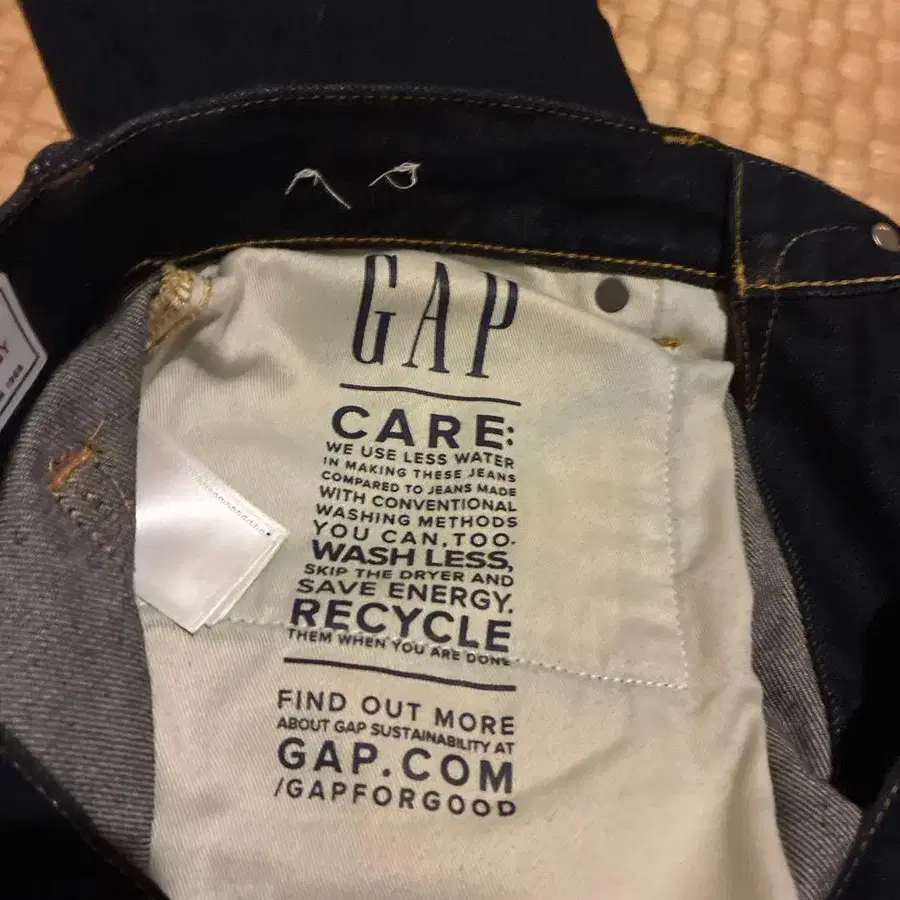 GAP
CARE:
WE USE LESS WATER
IN MAKING THESE JEANS
COMPARED TO JEANS MADE
WITH CONVENTIONAL
WASHING METHODS
YOU CAN, TOO.
WASH LESS,
SKIP THE DRYER AND
SAVE ENERGY.
RECYCLE
THEM WHEN YOU ARE DONE
FIND OUT MORE
ABOUT GAP SUSTAINABILITY AT
GAP.COM
/GAPFORGOOD